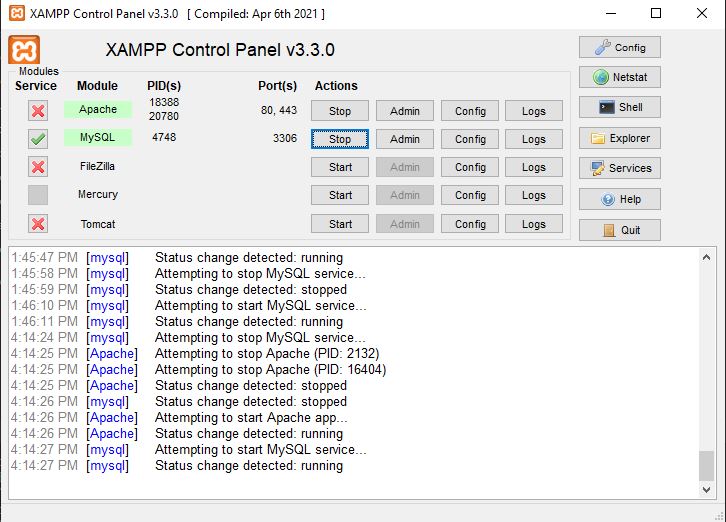 XAMPP Control Panel v3.3.0 [ Compiled: Apr 6th 2021 ]
XAMPP Control Panel v3.3.0
Config
Modules
Service Module PID(s) Port(s) Actions
Netstat
Apache 18388 20780 80, 443 Stop Admin Config Logs
Shell
MySQL 4748 3306 Stop Admin Config Logs
Explorer
FileZilla Start Admin Config Logs
Services
Mercury Start Admin Config Logs
Help
Tomcat Start Admin Config Logs
Quit
1:45:47 PM [mysql] Status change detected: running
1:45:58 PM [mysql] Attempting to stop MySQL service...
1:45:59 PM [mysql] Status change detected: stopped
1:46:10 PM [mysql] Attempting to start MySQL service...
1:46:11 PM [mysql] Status change detected: running
4:14:24 PM [mysql] Attempting to stop MySQL service...
4:14:25 PM [Apache] Attempting to stop Apache (PID: 2132)
4:14:25 PM [Apache] Attempting to stop Apache (PID: 16404)
4:14:25 PM [Apache] Status change detected: stopped
4:14:26 PM [mysql] Status change detected: stopped
4:14:26 PM [Apache] Attempting to start Apache app...
4:14:26 PM [Apache] Status change detected: running
4:14:27 PM [mysql] Attempting to start MySQL service...
4:14:27 PM [mysql] Status change detected: running